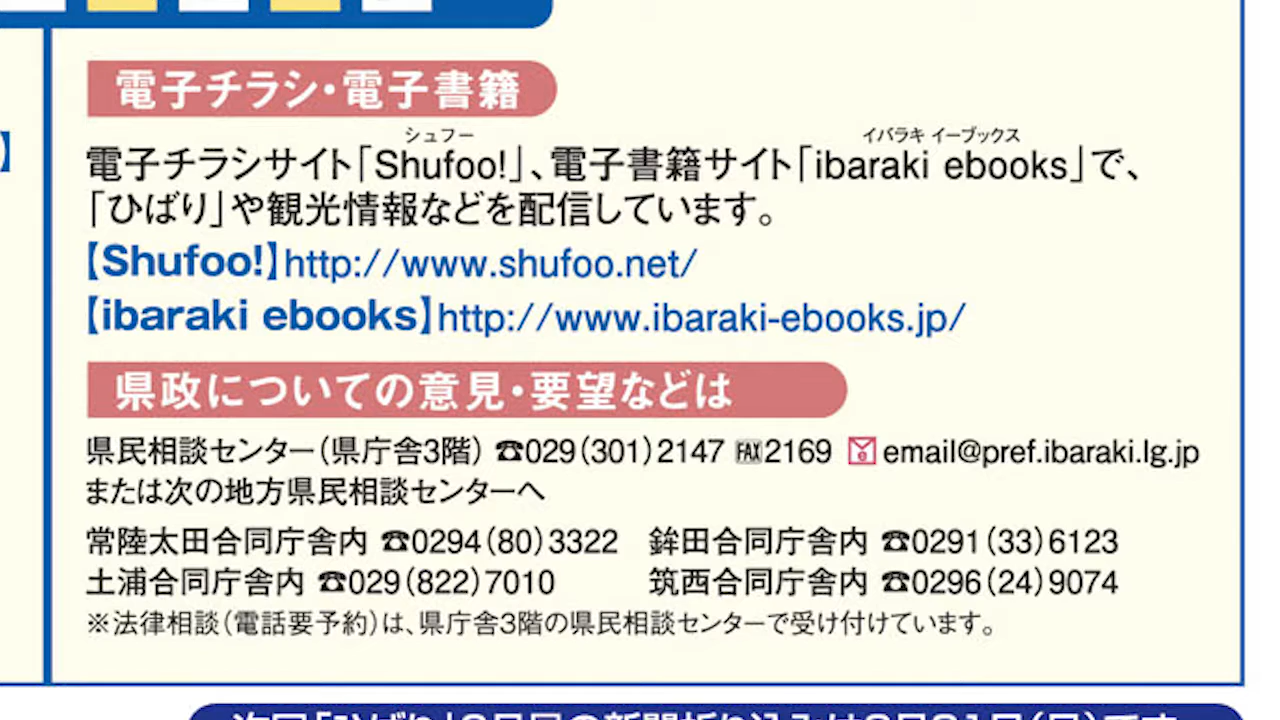 電子チラシ・電子書籍
シュフー イバラキ イーブックス
電子チラシサイト「Shufoo!」、電子書籍サイト「ibaraki ebooks」で、
「ひばり」や観光情報などを配信しています。
【Shufoo!】http://www.shufoo.net/
【ibaraki ebooks】http://www.ibaraki-ebooks.jp/
県政についての意見・要望などは
県民相談センター(県庁舎3階) ☎029(301)2147 FAX2169 email@pref.ibaraki.lg.jp
または次の地方県民相談センターへ
常陸太田合同庁舎内 ☎0294(80)3322 鉾田合同庁舎内 ☎0291(33)6123
土浦合同庁舎内 ☎029(822)7010 筑西合同庁舎内 ☎0296(24)9074
※法律相談(電話要予約)は、県庁舎3階の県民相談センターで受け付けています。